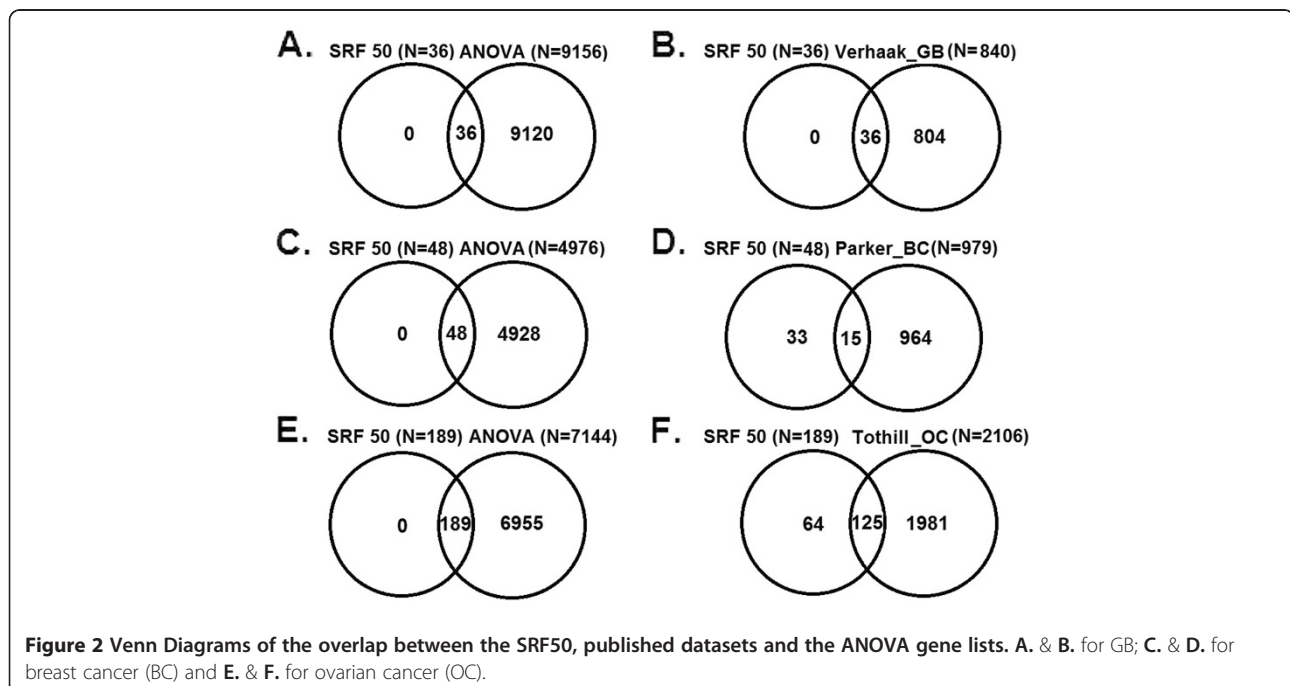 A. SRF 50 (N=36) ANOVA (N=9156)
0 36 9120
B. SRF 50 (N=36) Verhaak_GB (N=840)
0 36 804
C. SRF 50 (N=48) ANOVA (N=4976)
0 48 4928
D. SRF 50 (N=48) Parker_BC (N=979)
33 15 964
E. SRF 50 (N=189) ANOVA (N=7144)
0 189 6955
F. SRF 50 (N=189) Tothill_OC (N=2106)
64 125 1981
Figure 2 Venn Diagrams of the overlap between the SRF50, published datasets and the ANOVA gene lists. A. & B. for GB; C. & D. for
breast cancer (BC) and E. & F. for ovarian cancer (OC).